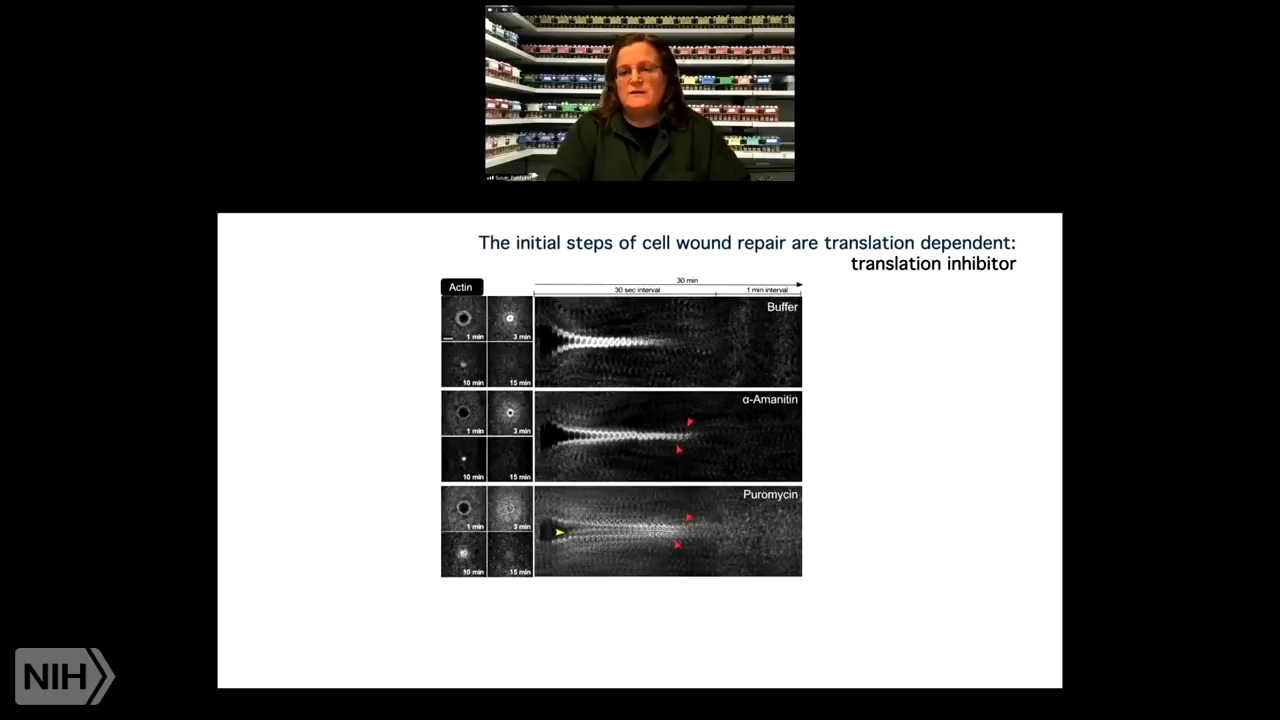 The initial steps of cell wound repair are translation dependent:
translation inhibitor
30 min
Actin
30 sec interval
1 min interval
Buffer
1 min
3 min
10 min
15 min
α-Amanitin
1 min
3 min
10 min
15 min
Puromycin
1 min
3 min
10 min
15 min
NIH